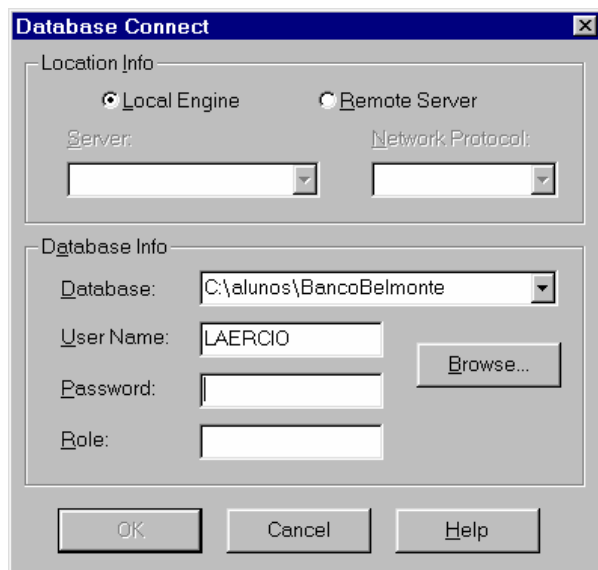 Database Connect
Location Info
Local Engine Remote Server
Server: Network Protocol:
Database Info
Database: C:\alunos\BancoBelmonte
User Name: LAERCIO
Browse...
Password:
Role:
OK Cancel Help